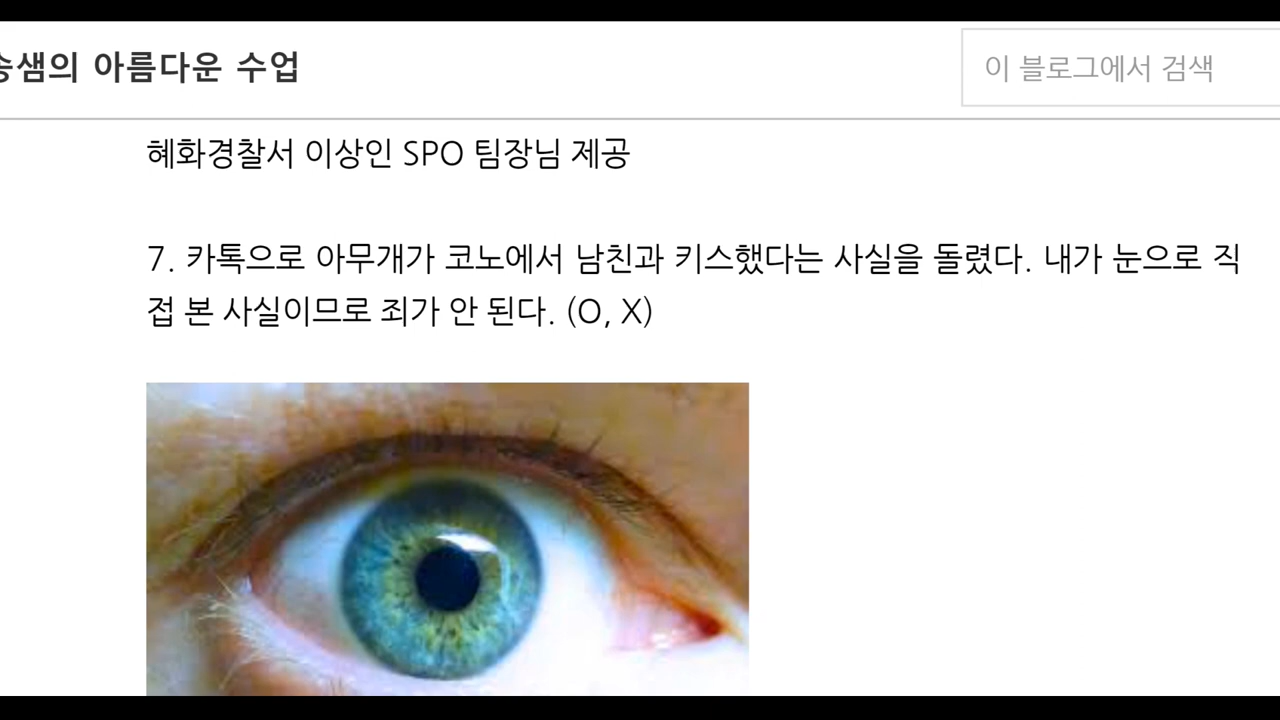 송샘의 아름다운 수업
이 블로그에서 검색
혜화경찰서 이상인 SPO 팀장님 제공
7. 카톡으로 아무개가 코노에서 남친과 키스했다는 사실을 돌렸다. 내가 눈으로 직
접 본 사실이므로 죄가 안 된다. (O, X)